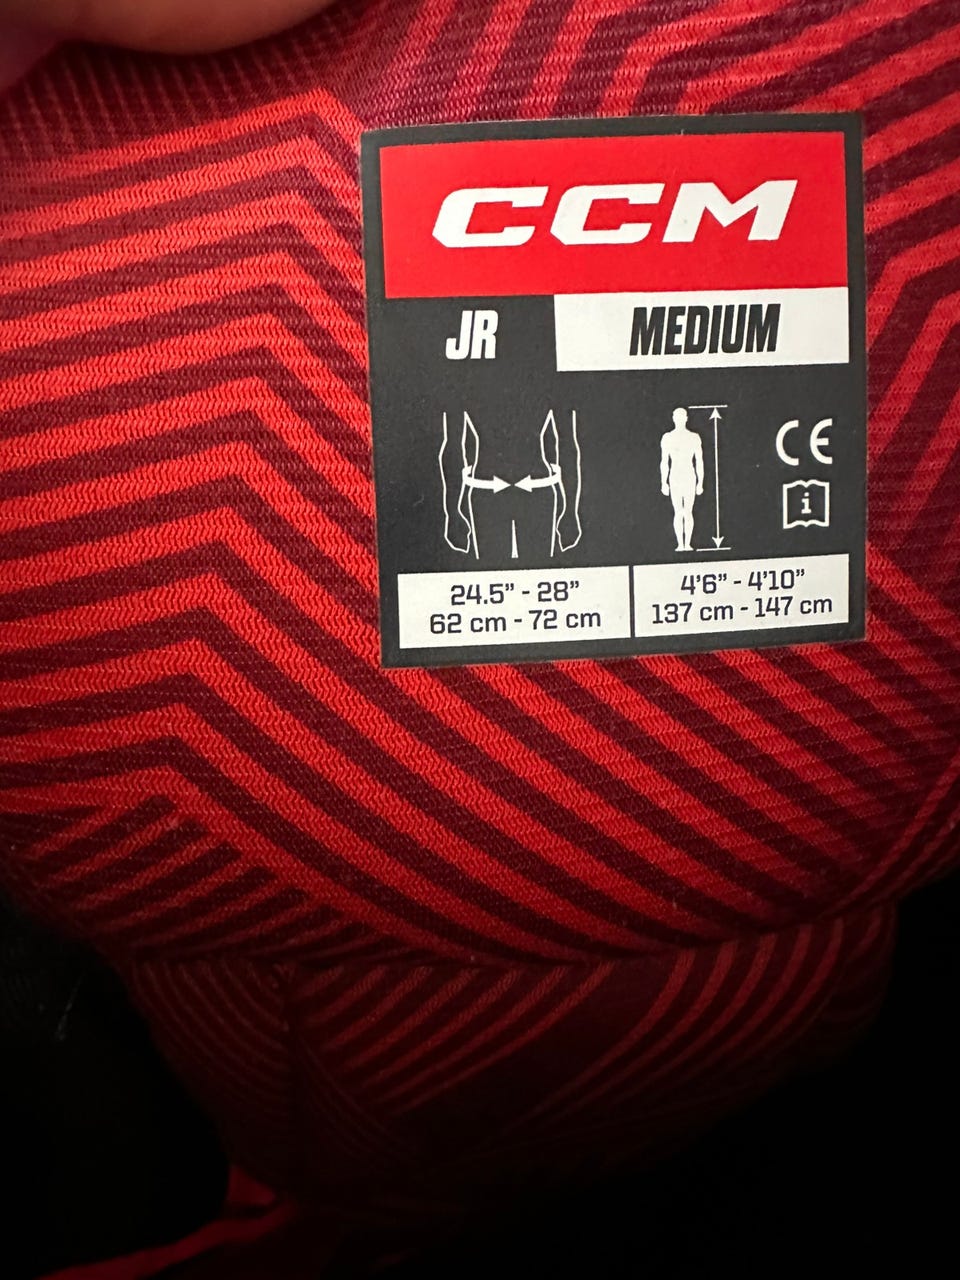 CCM
JR MEDIUM
CE
i
24.5” - 28”
62 cm - 72 cm
4’6” - 4’10”
137 cm - 147 cm